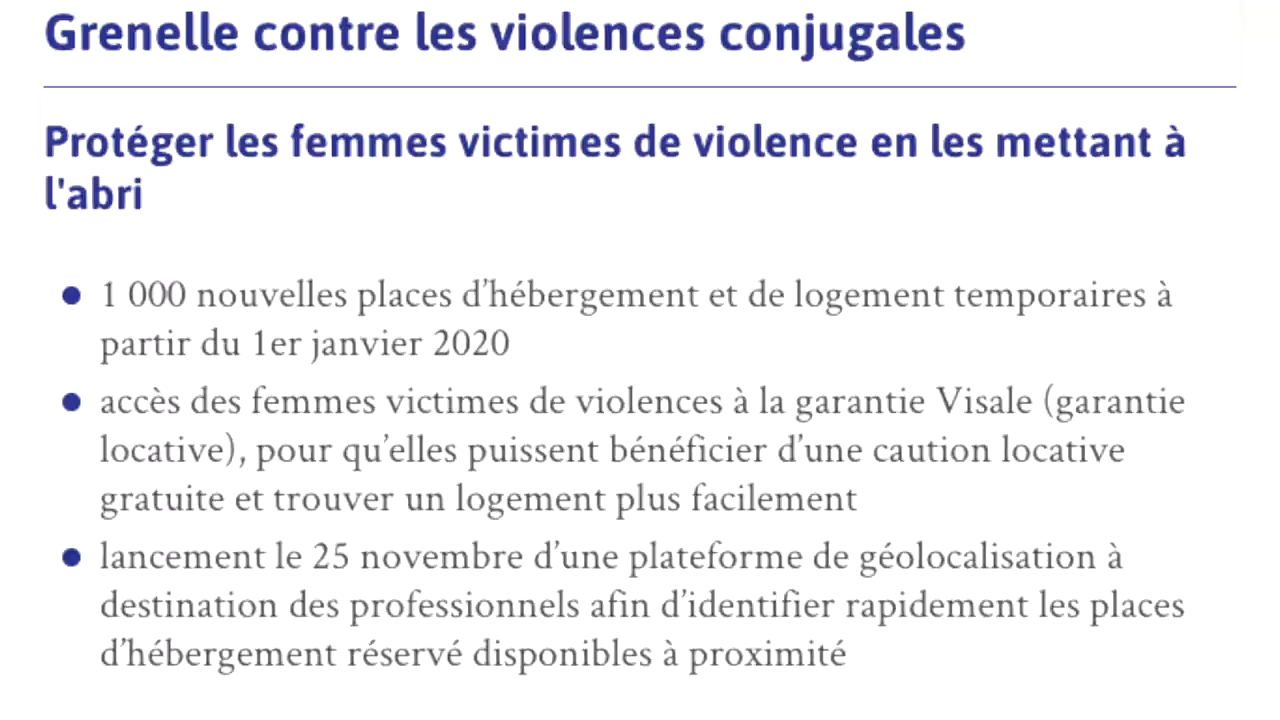 Grenelle contre les violences conjugales
Protéger les femmes victimes de violence en les mettant à
l'abri
● 1 000 nouvelles places d’hébergement et de logement temporaires à
partir du 1er janvier 2020
● accès des femmes victimes de violences à la garantie Visale (garantie
locative), pour qu’elles puissent bénéficier d’une caution locative
gratuite et trouver un logement plus facilement
● lancement le 25 novembre d’une plateforme de géolocalisation à
destination des professionnels afin d’identifier rapidement les places
d’hébergement réservé disponibles à proximité